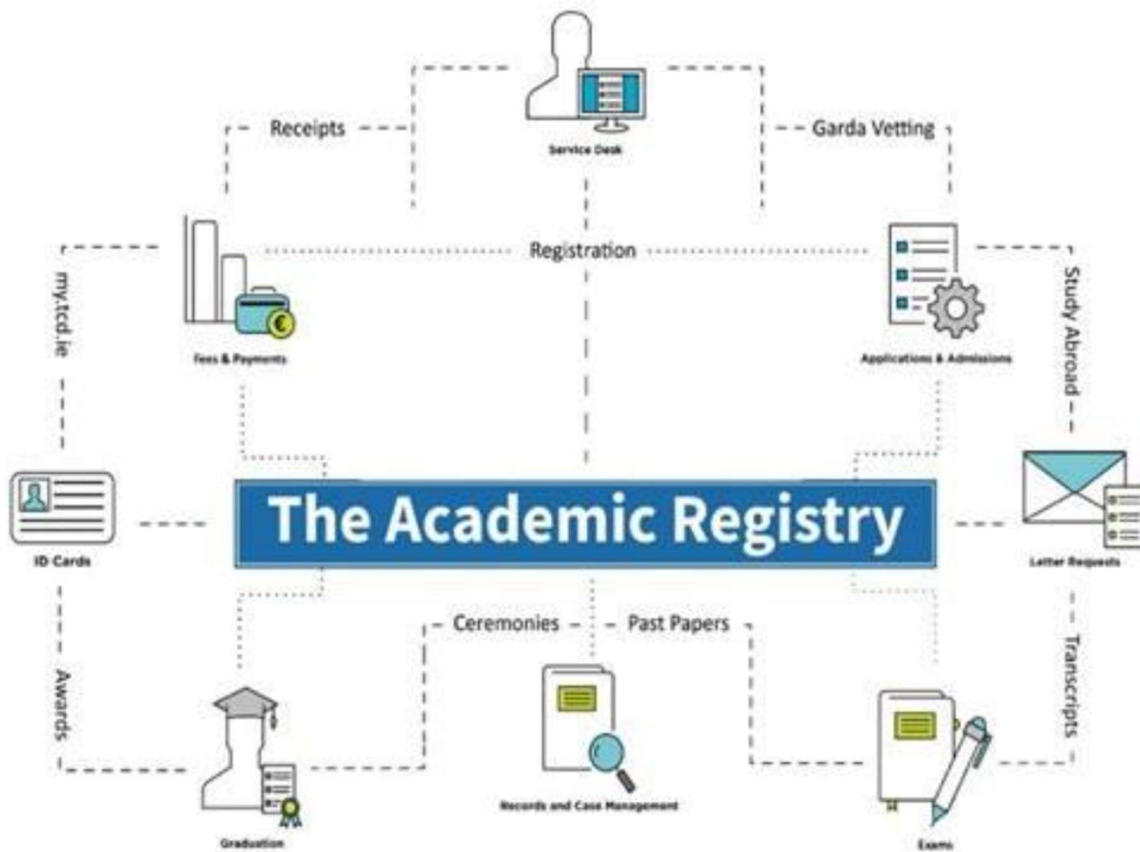 Service Desk
Receipts
Garda Vetting
Registration
my.tcd.ie
Study Abroad
€
Fees & Payments
Applications & Admissions
The Academic Registry
ID Cards
Letter Requests
Ceremonies
Past Papers
Awards
Transcripts
Records and Case Management
Graduation
Exams